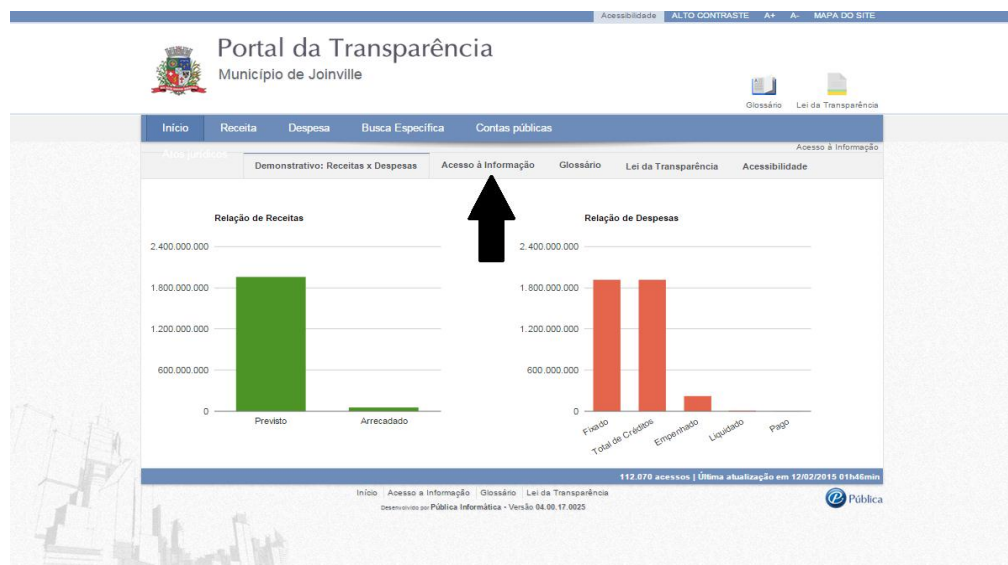 Acessibilidade ALTO CONTRASTE A+ A- MAPA DO SITE
Portal da Transparência
Município de Joinville
Glossário Lei da Transparência
Início Receita Despesa Busca Específica Contas públicas
Acesso à Informação
Atos jurídicos
Demonstrativo: Receitas x Despesas Acesso à Informação Glossário Lei da Transparência Acessibilidade
Relação de Receitas
2.400.000.000
1.800.000.000
1.200.000.000
600.000.000
0
Previsto Arrecadado
Relação de Despesas
2.400.000.000
1.800.000.000
1.200.000.000
600.000.000
0
Fixado Total de Créditos Empenhado Liquidado Pago
112.070 acessos | Última atualização em 12/02/2015 01h46min
Início Acesso a Informação Glossário Lei da Transparência
Desenvolvido por Pública Informática - Versão 04.00.17.0025
Pública